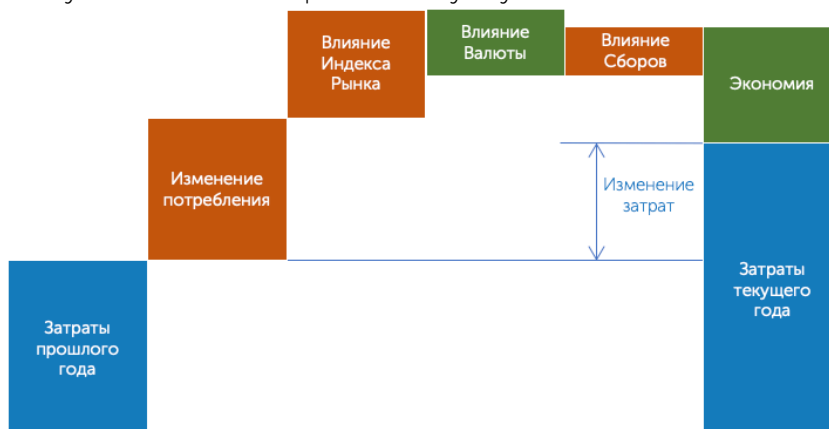 Влияние
Индекса
Рынка
Влияние
Валюты
Влияние
Сборов
Экономия
Изменение
потребления
Изменение
затрат
Затраты
прошлого
года
Затраты
текущего
года